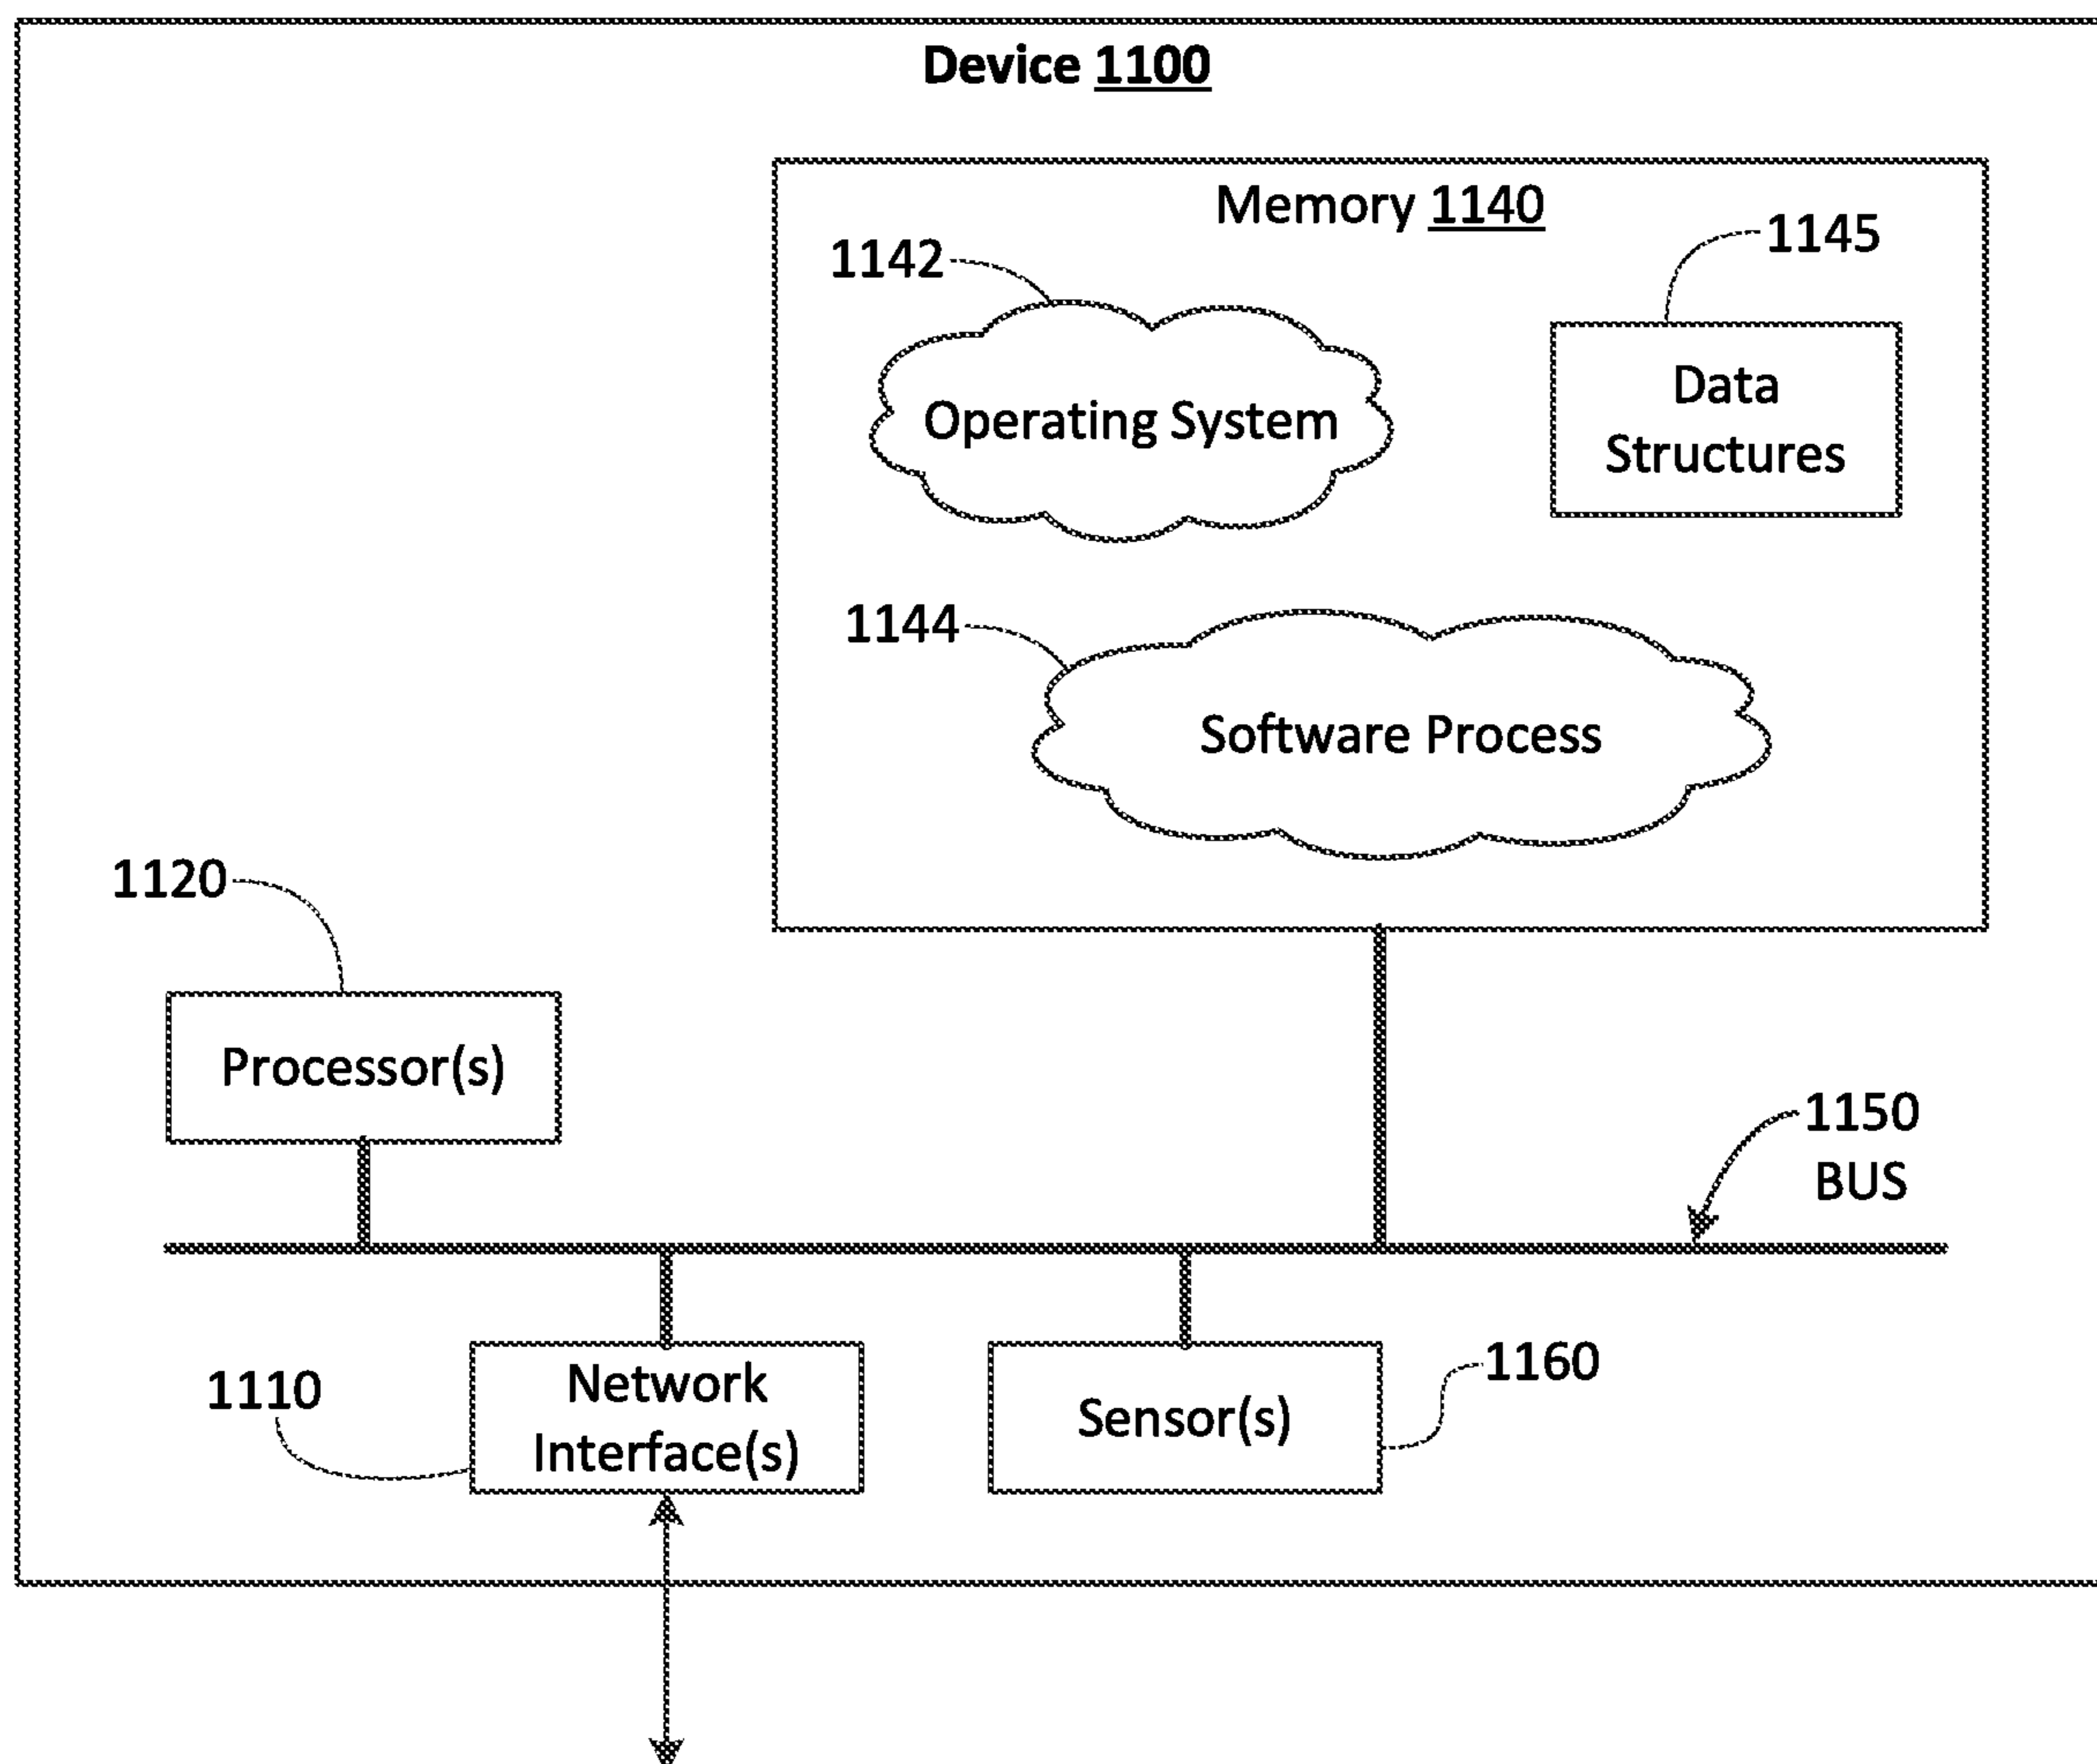 Device 1100
Memory 1140
1142
1145
Operating System
Data
Structures
1144
Software Process
1120
Processor(s)
1150
BUS
1110
Network
Interface(s)
Sensor(s)
1160